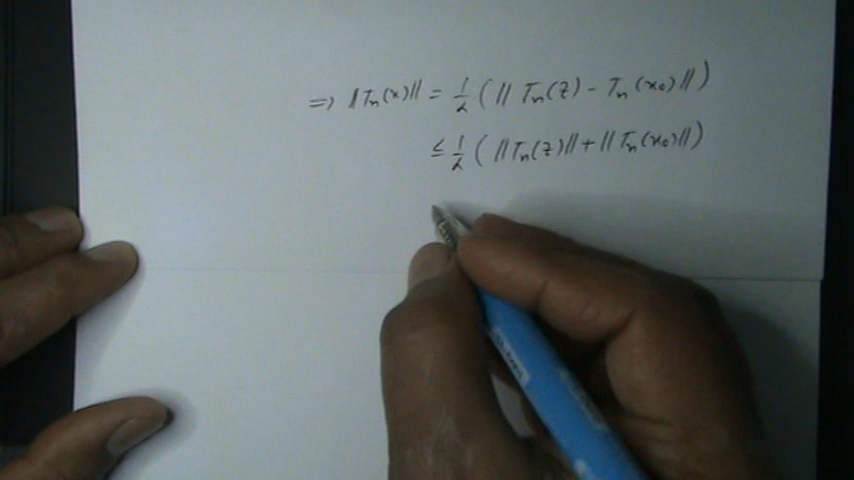 ⇒ ||Tn(x)|| = 1/λ ( || Tn(z) - Tn(x₀) || )
≤ 1/λ ( ||Tn(z)|| + || Tn(x₀) || )